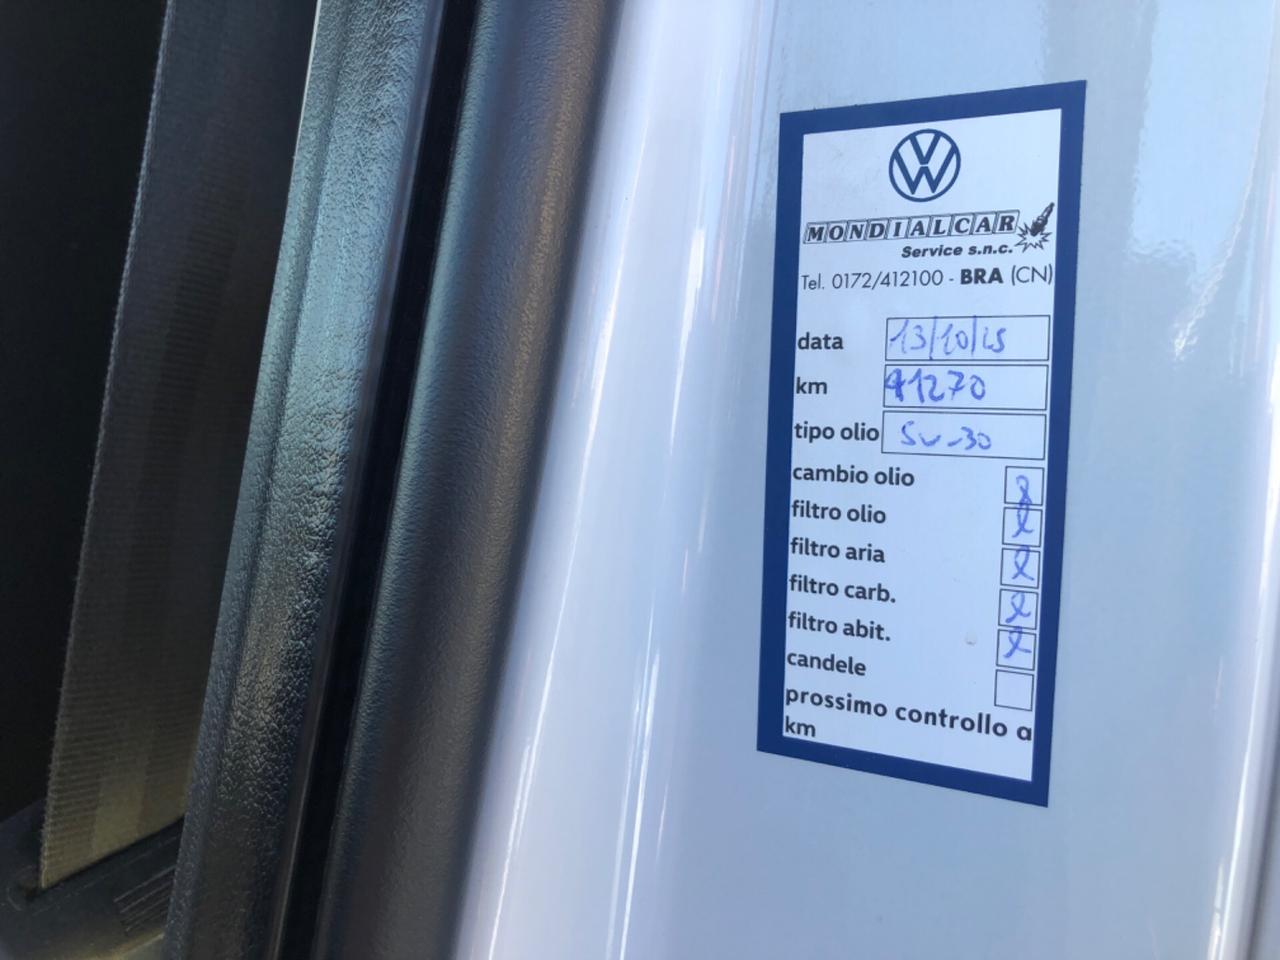 MONDIALCAR
Service s.n.c.
Tel. 0172/412100 - BRA (CN)
data 13/10/25
km 41270
tipo olio 5w-30
cambio olio
filtro olio
filtro aria
filtro carb.
filtro abit.
candele
prossimo controllo a
km